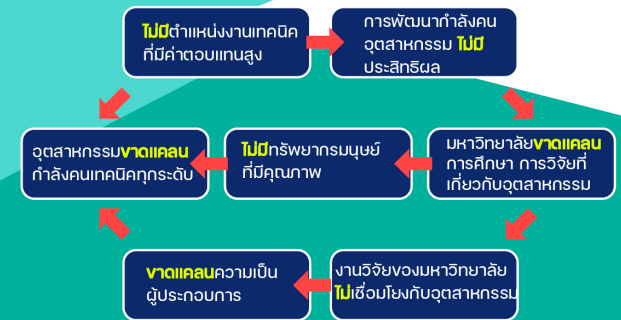 ไม่มีตำแหน่งงานเทคนิค
ที่มีค่าตอบแทนสูง
การพัฒนากำลังคน
อุตสาหกรรม ไม่มี
ประสิทธิผล
อุตสาหกรรมขาดแคลน
กำลังคนเทคนิคทุกระดับ
ไม่มีทรัพยากรมนุษย์
ที่มีคุณภาพ
มหาวิทยาลัยขาดแคลน
การศึกษา การวิจัยที่
เกี่ยวกับอุตสาหกรรม
ขาดแคลนความเป็น
ผู้ประกอบการ
งานวิจัยของมหาวิทยาลัย
ไม่เชื่อมโยงกับอุตสาหกรรม